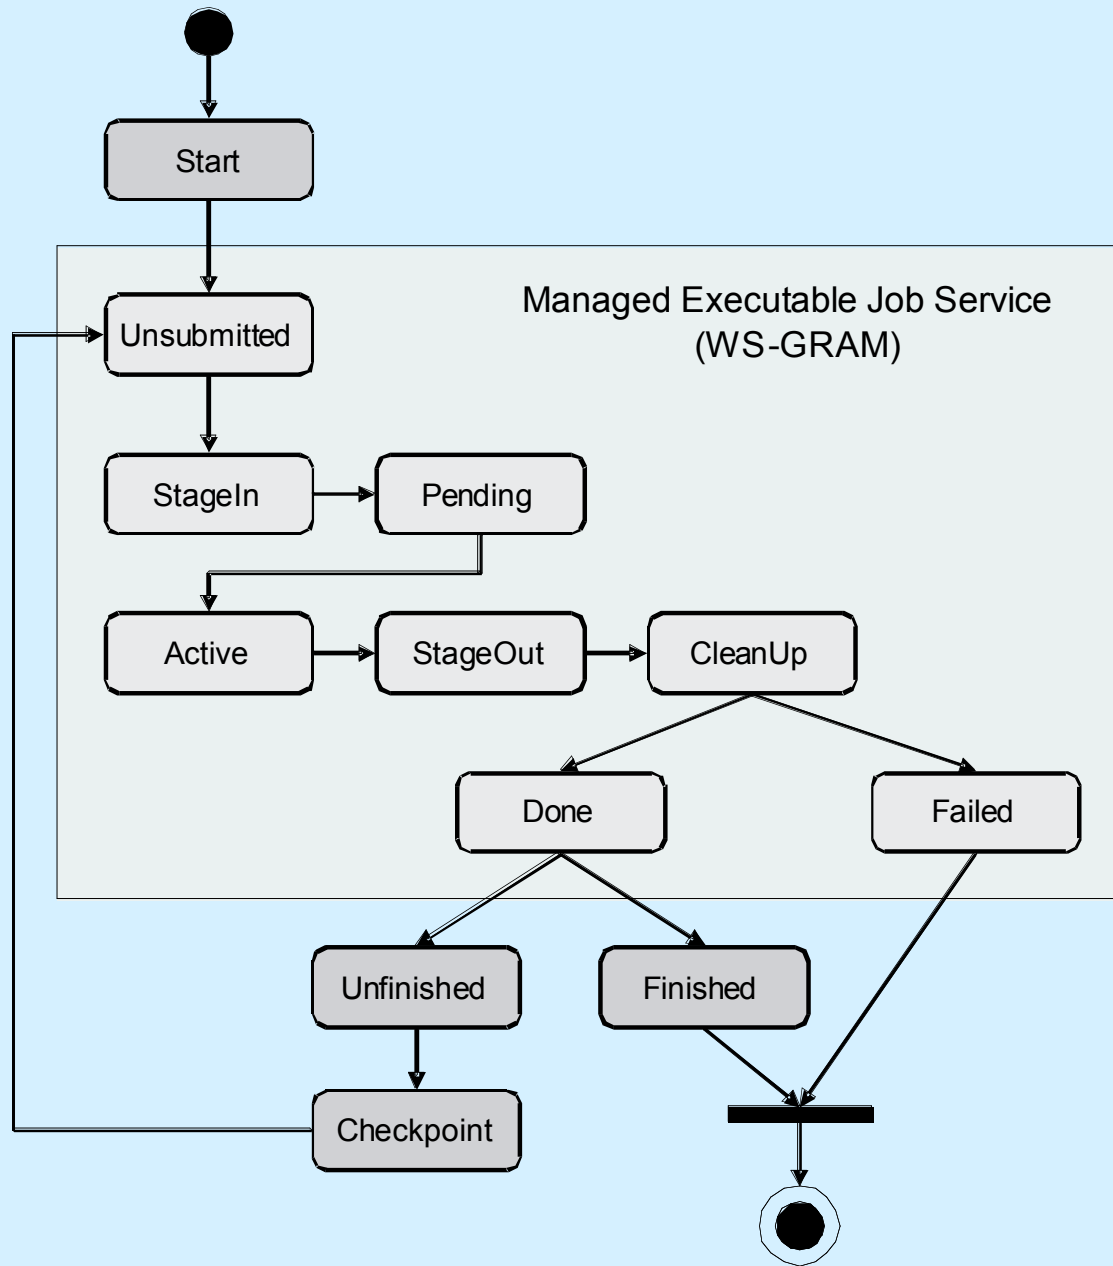 Start
Managed Executable Job Service
(WS-GRAM)
Unsubmitted
StageIn
Pending
Active
StageOut
CleanUp
Done
Failed
Unfinished
Finished
Checkpoint